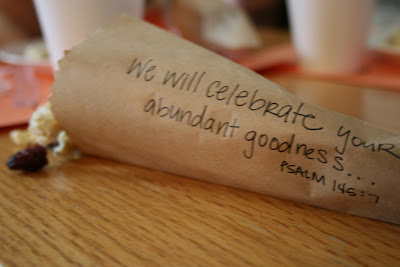 We will celebrate your
abundant goodness...
PSALM 145:7